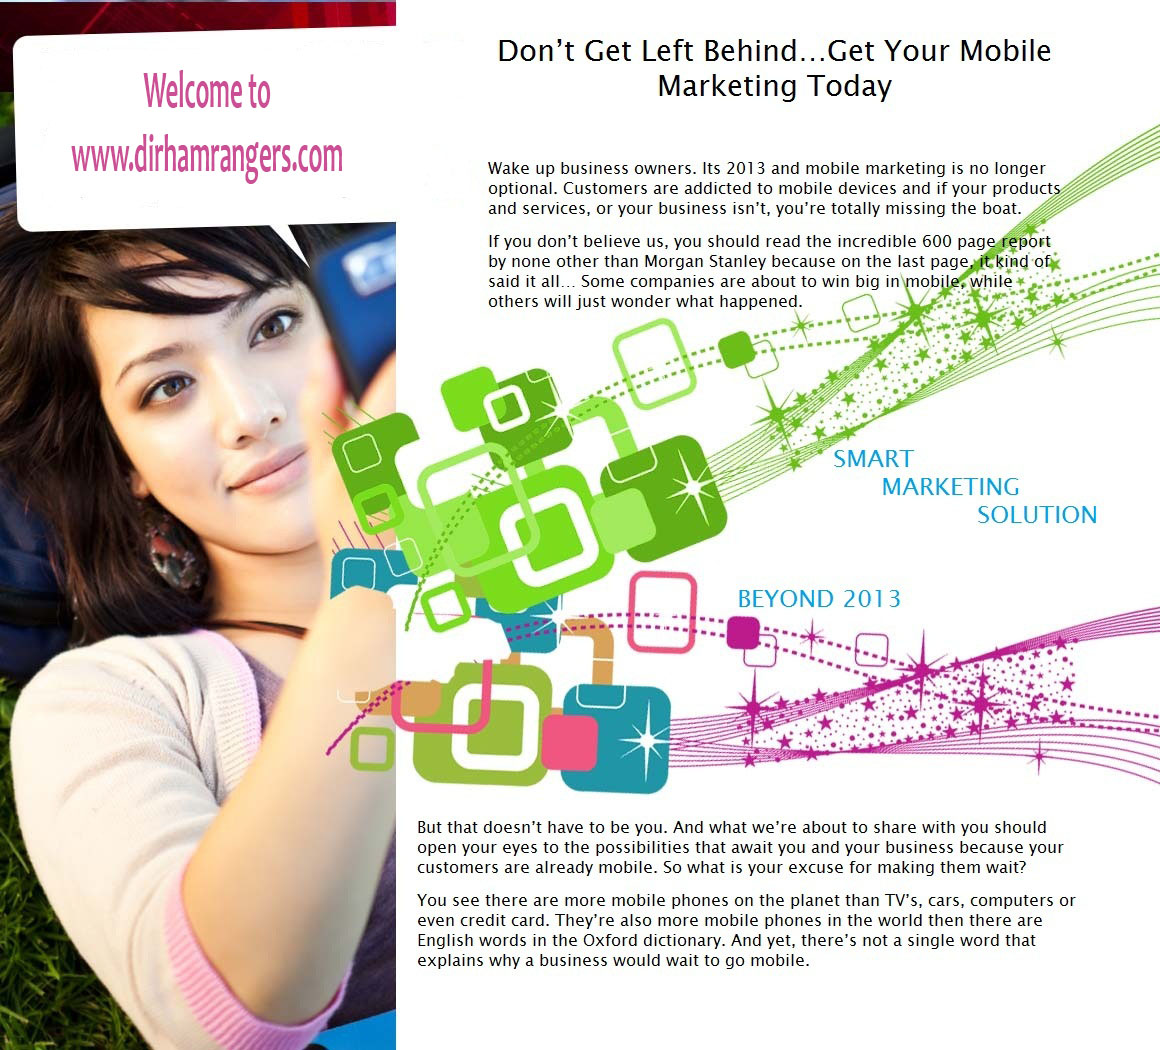 Welcome to
www.dirhamrangers.com
Don't Get Left Behind...Get Your Mobile
Marketing Today
Wake up business owners. Its 2013 and mobile marketing is no longer
optional. Customers are addicted to mobile devices and if your products
and services, or your business isn't, you're totally missing the boat.
If you don't believe us, you should read the incredible 600 page report
by none other than Morgan Stanley because on the last page, it kind of
said it all... Some companies are about to win big in mobile, while
others will just wonder what happened.
SMART
MARKETING
SOLUTION
BEYOND 2013
But that doesn't have to be you. And what we're about to share with you should
open your eyes to the possibilities that await you and your business because your
customers are already mobile. So what is your excuse for making them wait?
You see there are more mobile phones on the planet than TV's, cars, computers or
even credit card. They're also more mobile phones in the world then there are
English words in the Oxford dictionary. And yet, there's not a single word that
explains why a business would wait to go mobile.